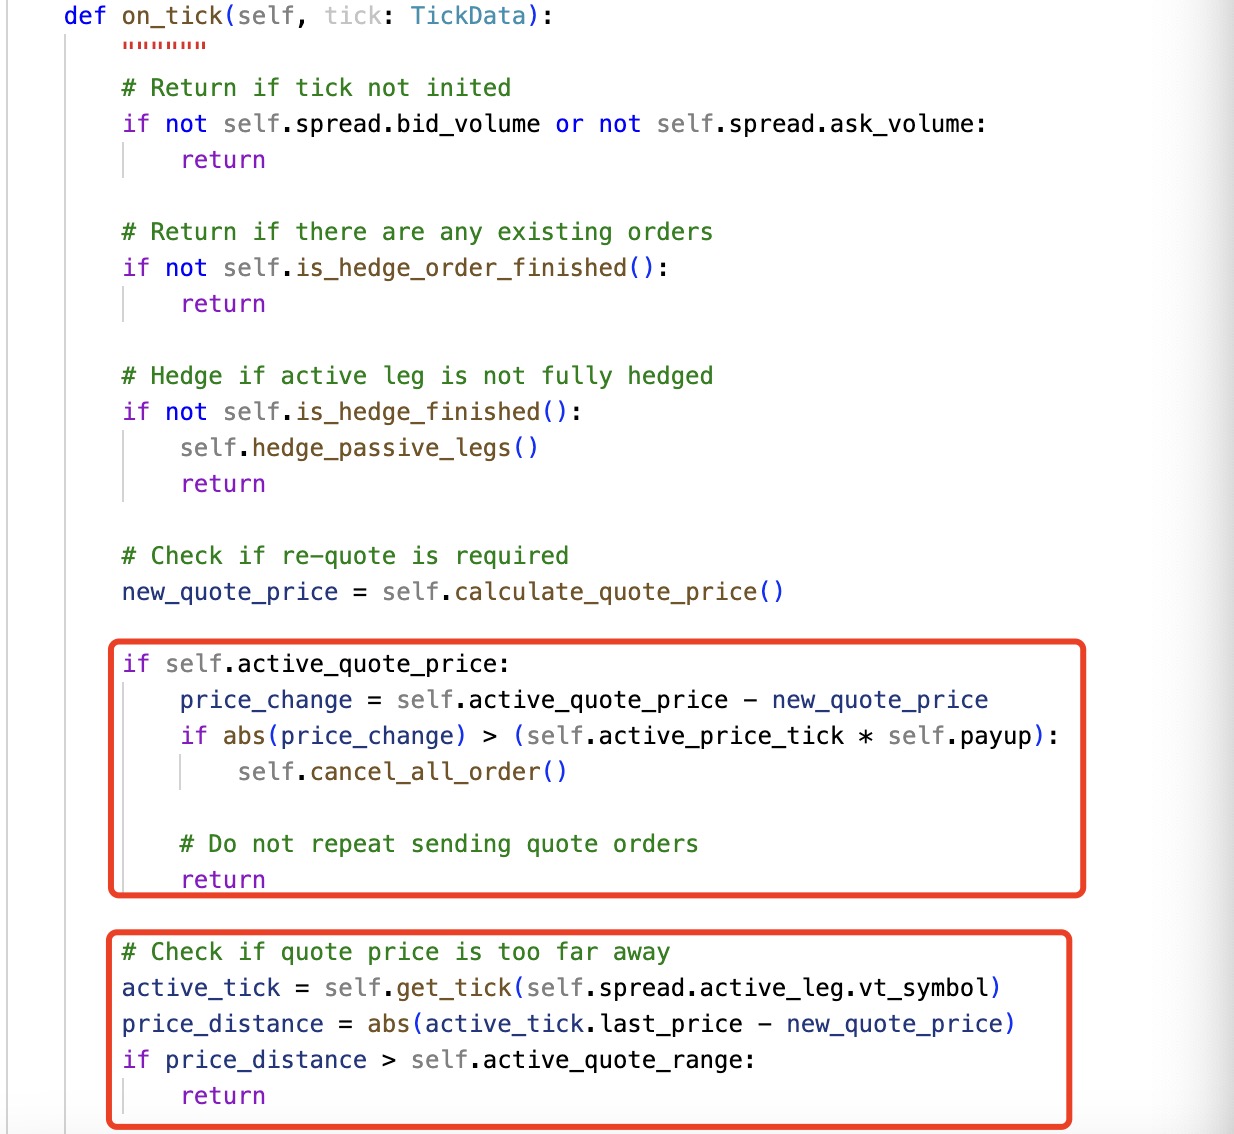 def on_tick(self, tick: TickData):
""""""
# Return if tick not inited
if not self.spread.bid_volume or not self.spread.ask_volume:
return
# Return if there are any existing orders
if not self.is_hedge_order_finished():
return
# Hedge if active leg is not fully hedged
if not self.is_hedge_finished():
self.hedge_passive_legs()
return
# Check if re-quote is required
new_quote_price = self.calculate_quote_price()
if self.active_quote_price:
price_change = self.active_quote_price - new_quote_price
if abs(price_change) > (self.active_price_tick * self.payup):
self.cancel_all_order()
# Do not repeat sending quote orders
return
# Check if quote price is too far away
active_tick = self.get_tick(self.spread.active_leg.vt_symbol)
price_distance = abs(active_tick.last_price - new_quote_price)
if price_distance > self.active_quote_range:
return